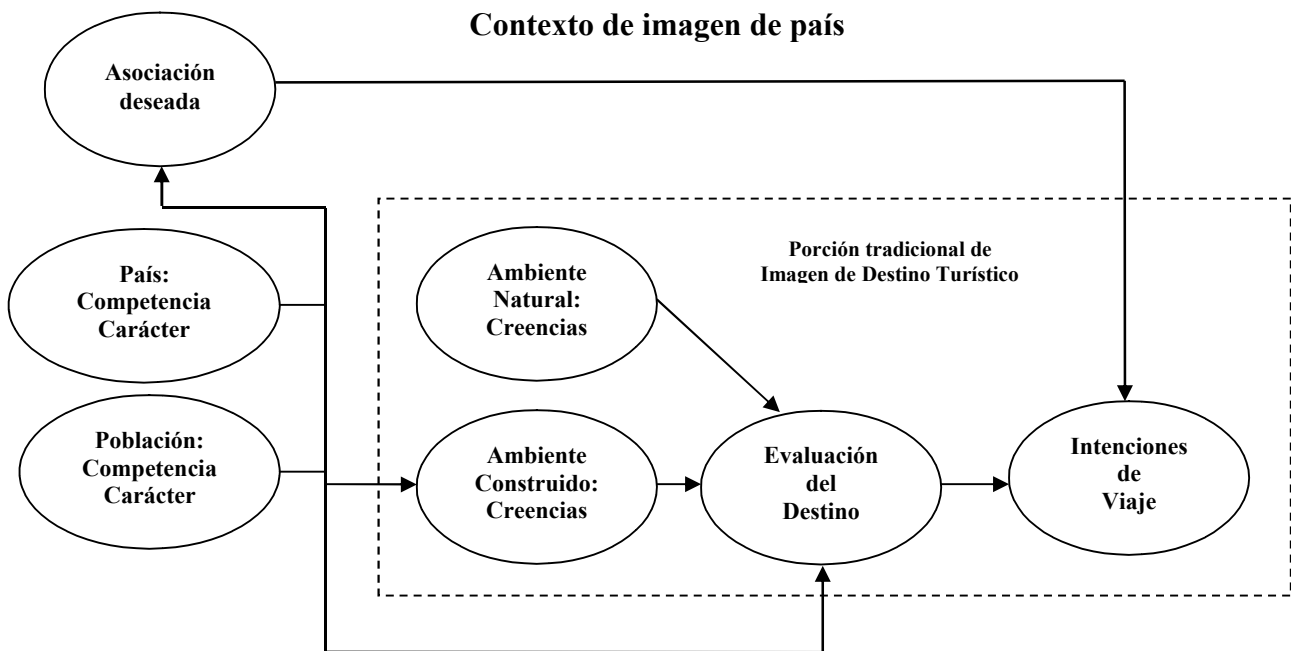 Contexto de imagen de país
Asociación
deseada
País:
Competencia
Carácter
Población:
Competencia
Carácter
Porción tradicional de
Imagen de Destino Turístico
Ambiente
Natural:
Creencias
Ambiente
Construido:
Creencias
Evaluación
del
Destino
Intenciones
de
Viaje